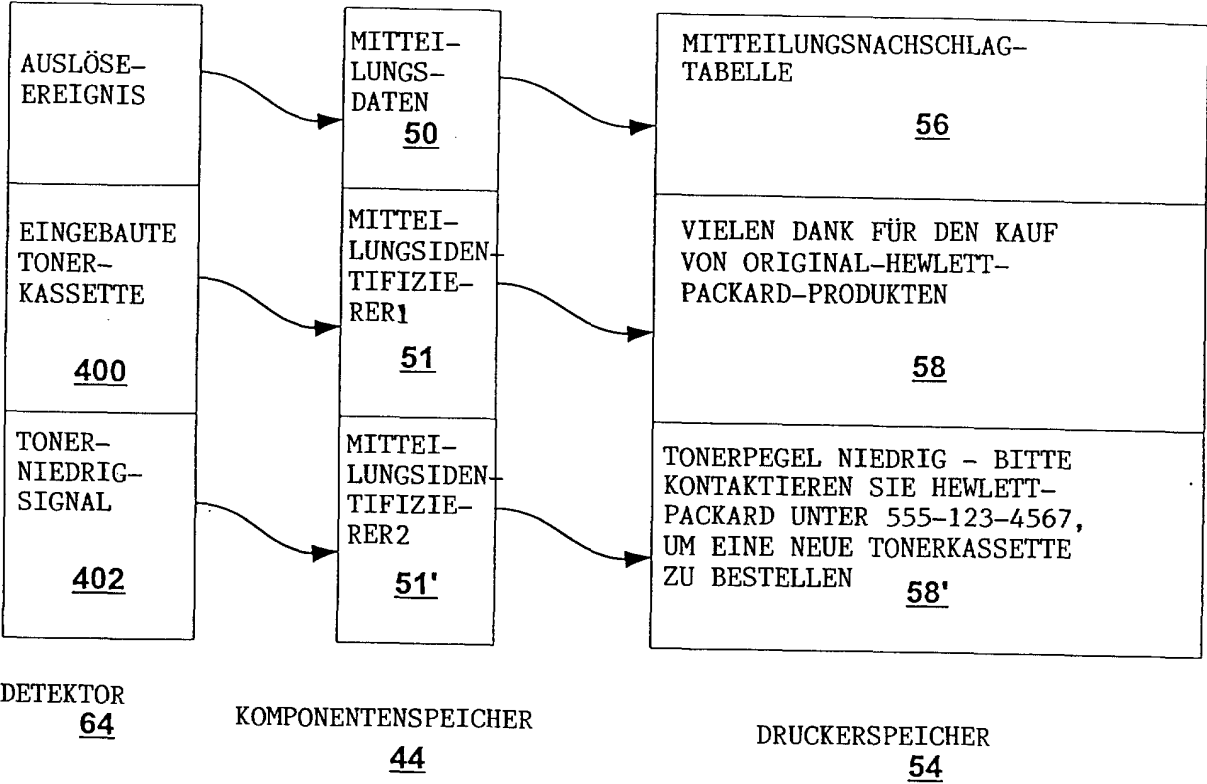 AUSLÖSE-
EREIGNIS
MITTEI-
LUNGS-
DATEN
50
MITTEILUNGSNACHSCHLAG-
TABELLE
56
EINGEBAUTE
TONER-
KASSETTE
400
MITTEI-
LUNGSIDEN-
TIFIZIE-
RER1
51
VIELEN DANK FÜR DEN KAUF
VON ORIGINAL-HEWLETT-
PACKARD-PRODUKTEN
58
TONER-
NIEDRIG-
SIGNAL
402
MITTEI-
LUNGSIDEN-
TIFIZIE-
RER2
51'
TONERPEGEL NIEDRIG - BITTE
KONTAKTIEREN SIE HEWLETT-
PACKARD UNTER 555-123-4567,
UM EINE NEUE TONERKASSETTE
ZU BESTELLEN
58'
DETEKTOR
64
KOMPONENTENSPEICHER
44
DRUCKERSPEICHER
54